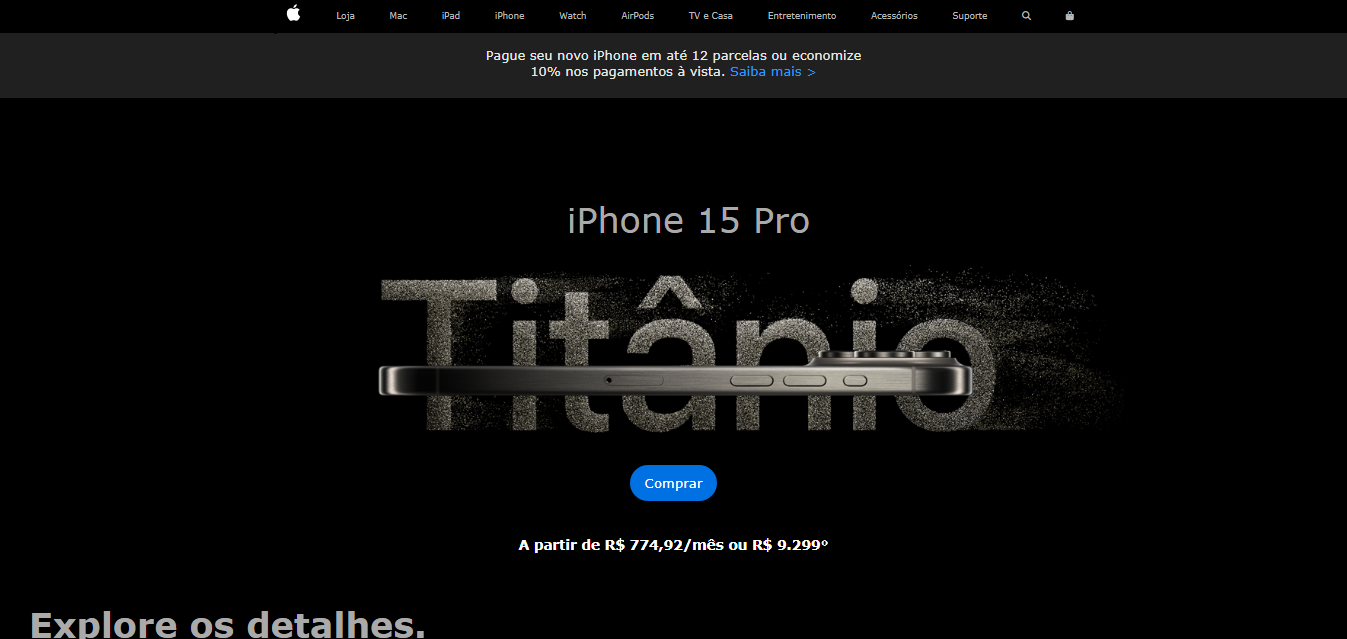 Loja Mac iPad iPhone Watch AirPods TV e Casa Entretenimento Acessórios Suporte
Pague seu novo iPhone em até 12 parcelas ou economize
10% nos pagamentos à vista. Saiba mais >
iPhone 15 Pro
Titânio
Comprar
A partir de R$ 774,92/mês ou R$ 9.299°
Explore os detalhes.